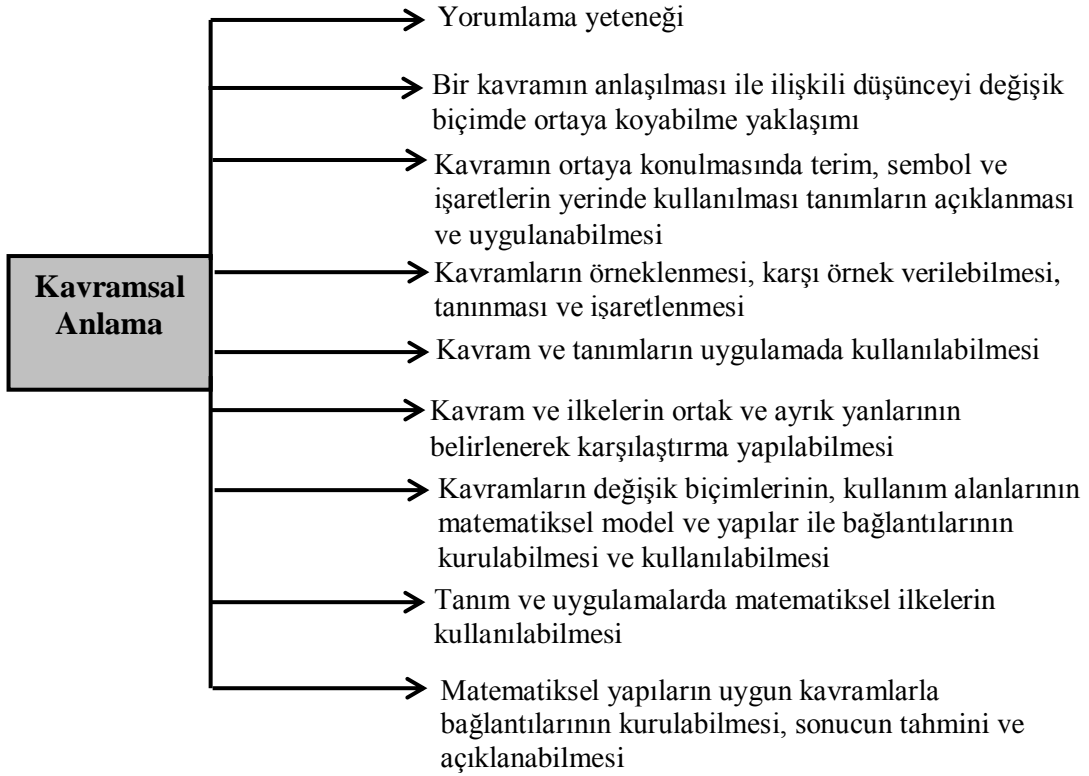 Yorumlama yeteneği
Bir kavramın anlaşılması ile ilişkili düşünceyi değişik
biçimde ortaya koyabilme yaklaşımı
Kavramın ortaya konulmasında terim, sembol ve
işaretlerin yerinde kullanılması tanımların açıklanması
ve uygulanabilmesi
Kavramsal
Anlama
Kavramların örneklenmesi, karşı örnek verilebilmesi,
tanınması ve işaretlenmesi
Kavram ve tanımların uygulamada kullanılabilmesi
Kavram ve ilkelerin ortak ve ayrık yanlarının
belirlenerek karşılaştırma yapılabilmesi
Kavramların değişik biçimlerinin, kullanım alanlarının
matematiksel model ve yapılar ile bağlantılarının
kurulabilmesi ve kullanılabilmesi
Tanım ve uygulamalarda matematiksel ilkelerin
kullanılabilmesi
Matematiksel yapıların uygun kavramlarla
bağlantılarının kurulabilmesi, sonucun tahmini ve
açıklanabilmesi